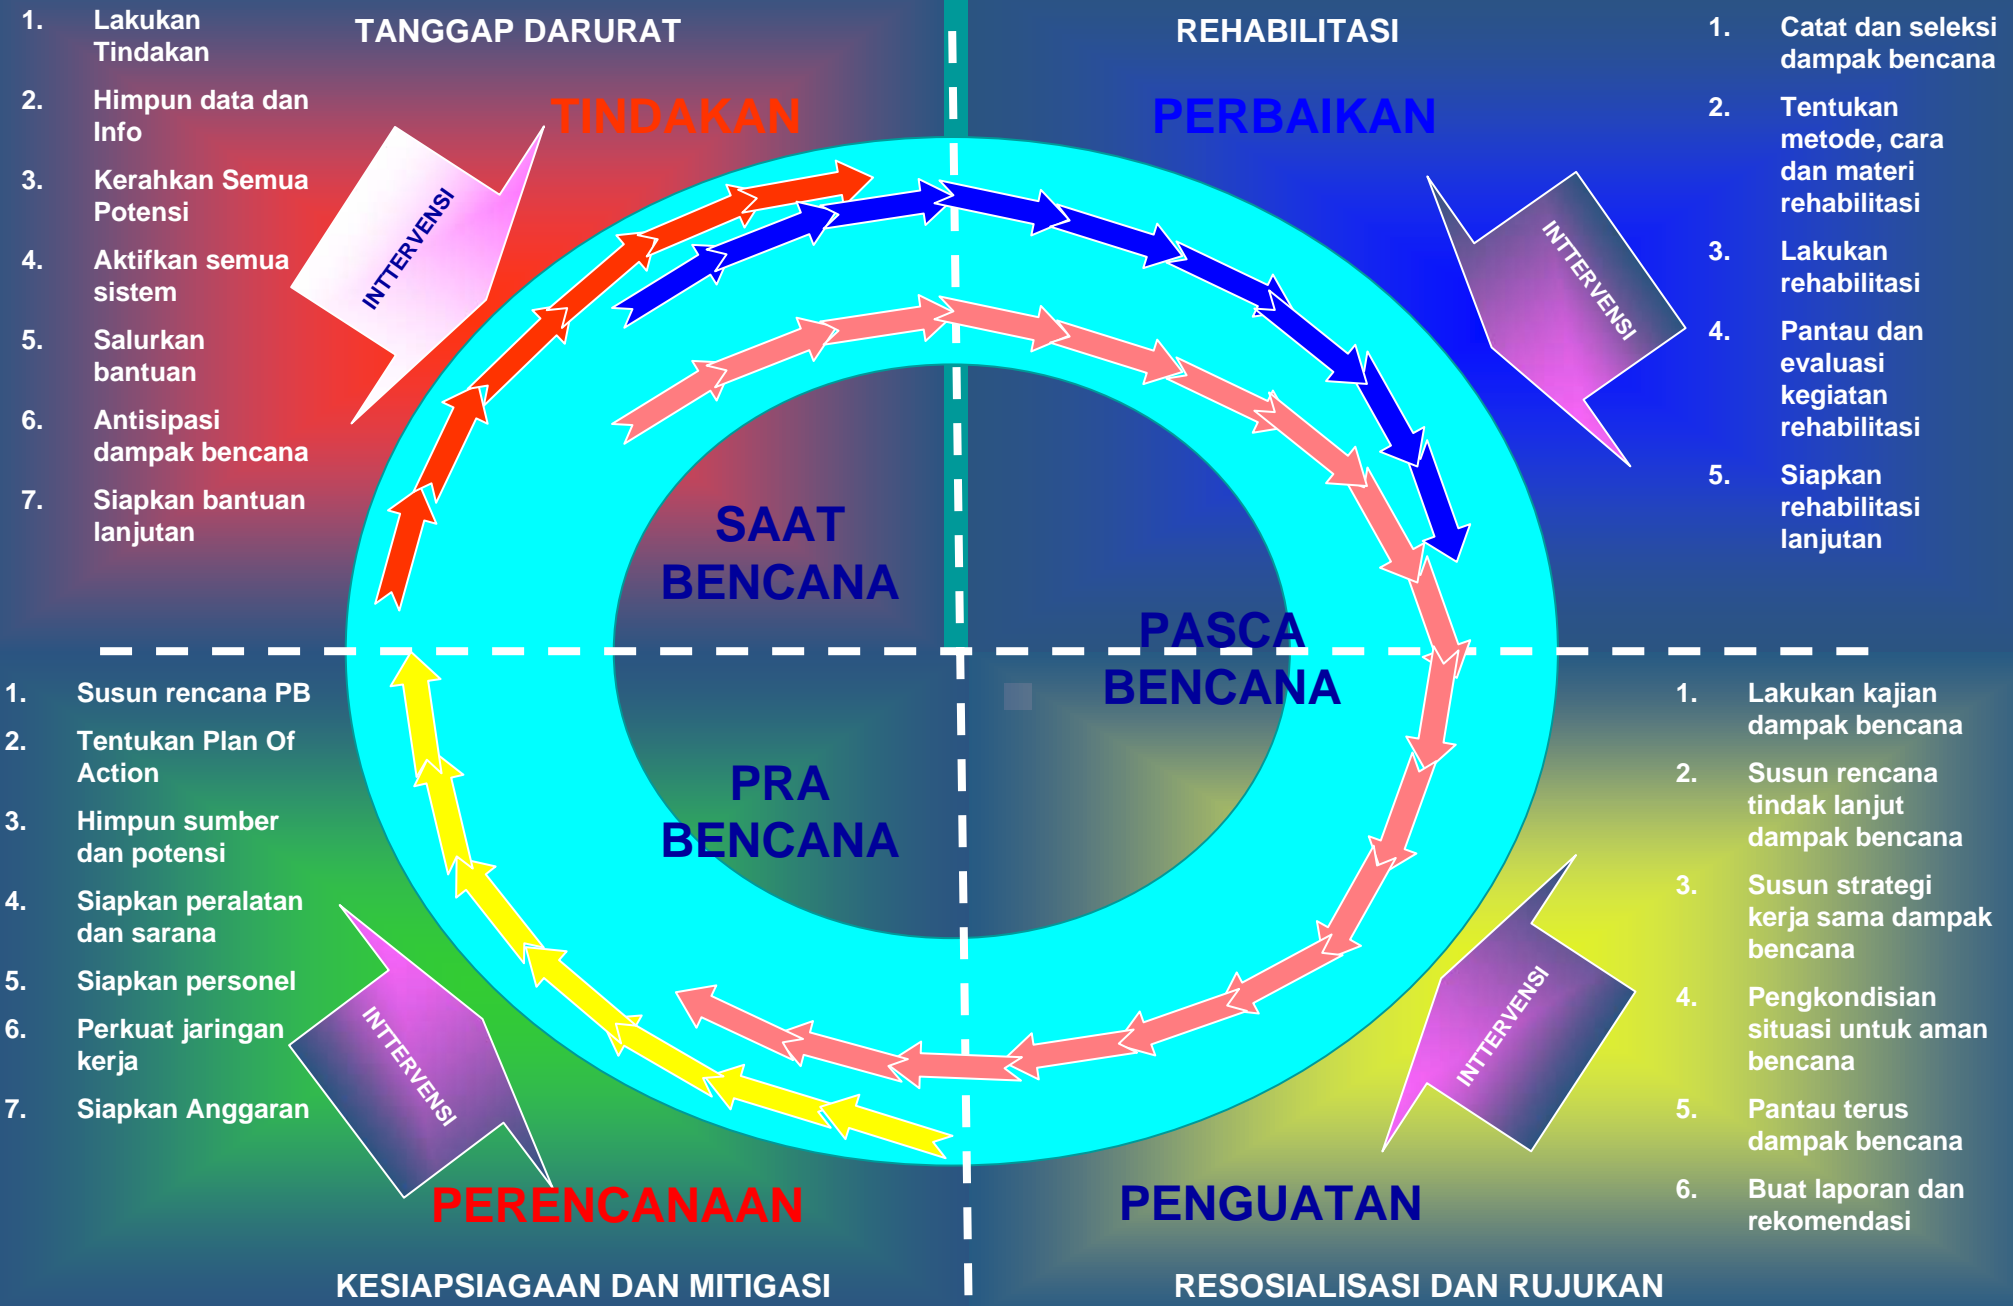 TANGGAP DARURAT
1. Lakukan
Tindakan
2. Himpun data dan
Info
3. Kerahkan Semua
Potensi
4. Aktifkan semua
sistem
5. Salurkan
bantuan
6. Antisipasi
dampak bencana
7. Siapkan bantuan
lanjutan
TINDAKAN
INTTERVENSI
REHABILITASI
PERBAIKAN
INTTERVENSI
1. Catat dan seleksi
dampak bencana
2. Tentukan
metode, cara
dan materi
rehabilitasi
3. Lakukan
rehabilitasi
4. Pantau dan
evaluasi
kegiatan
rehabilitasi
5. Siapkan
rehabilitasi
lanjutan
SAAT
BENCANA
PASCA
BENCANA
PRA
BENCANA
1. Susun rencana PB
2. Tentukan Plan Of
Action
3. Himpun sumber
dan potensi
4. Siapkan peralatan
dan sarana
5. Siapkan personel
6. Perkuat jaringan
kerja
7. Siapkan Anggaran
INTTERVENSI
PERENCANAAN
KESIAPSIAGAAN DAN MITIGASI
1. Lakukan kajian
dampak bencana
2. Susun rencana
tindak lanjut
dampak bencana
3. Susun strategi
kerja sama dampak
bencana
4. Pengkondisian
situasi untuk aman
bencana
5. Pantau terus
dampak bencana
6. Buat laporan dan
rekomendasi
INTTERVENSI
PENGUATAN
RESOSIALISASI DAN RUJUKAN